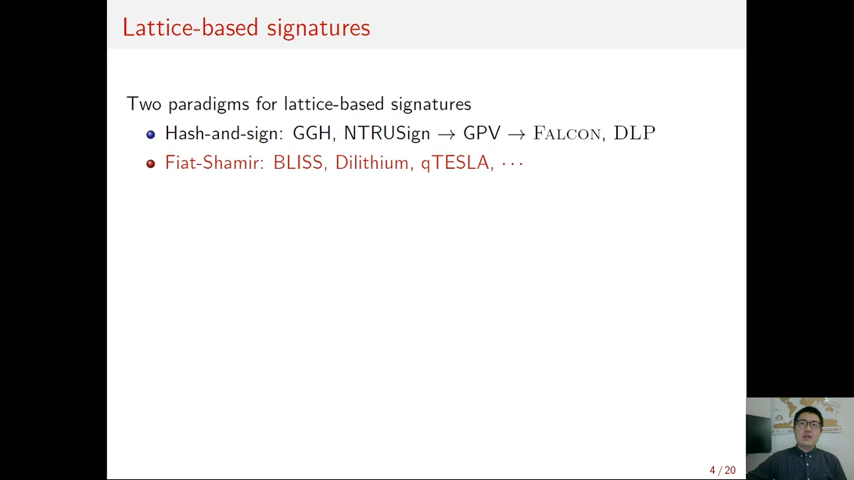 Lattice-based signatures
Two paradigms for lattice-based signatures
Hash-and-sign: GGH, NTRUSign → GPV → FALCON, DLP
Fiat-Shamir: BLISS, Dilithium, qTESLA, ···
4 / 20